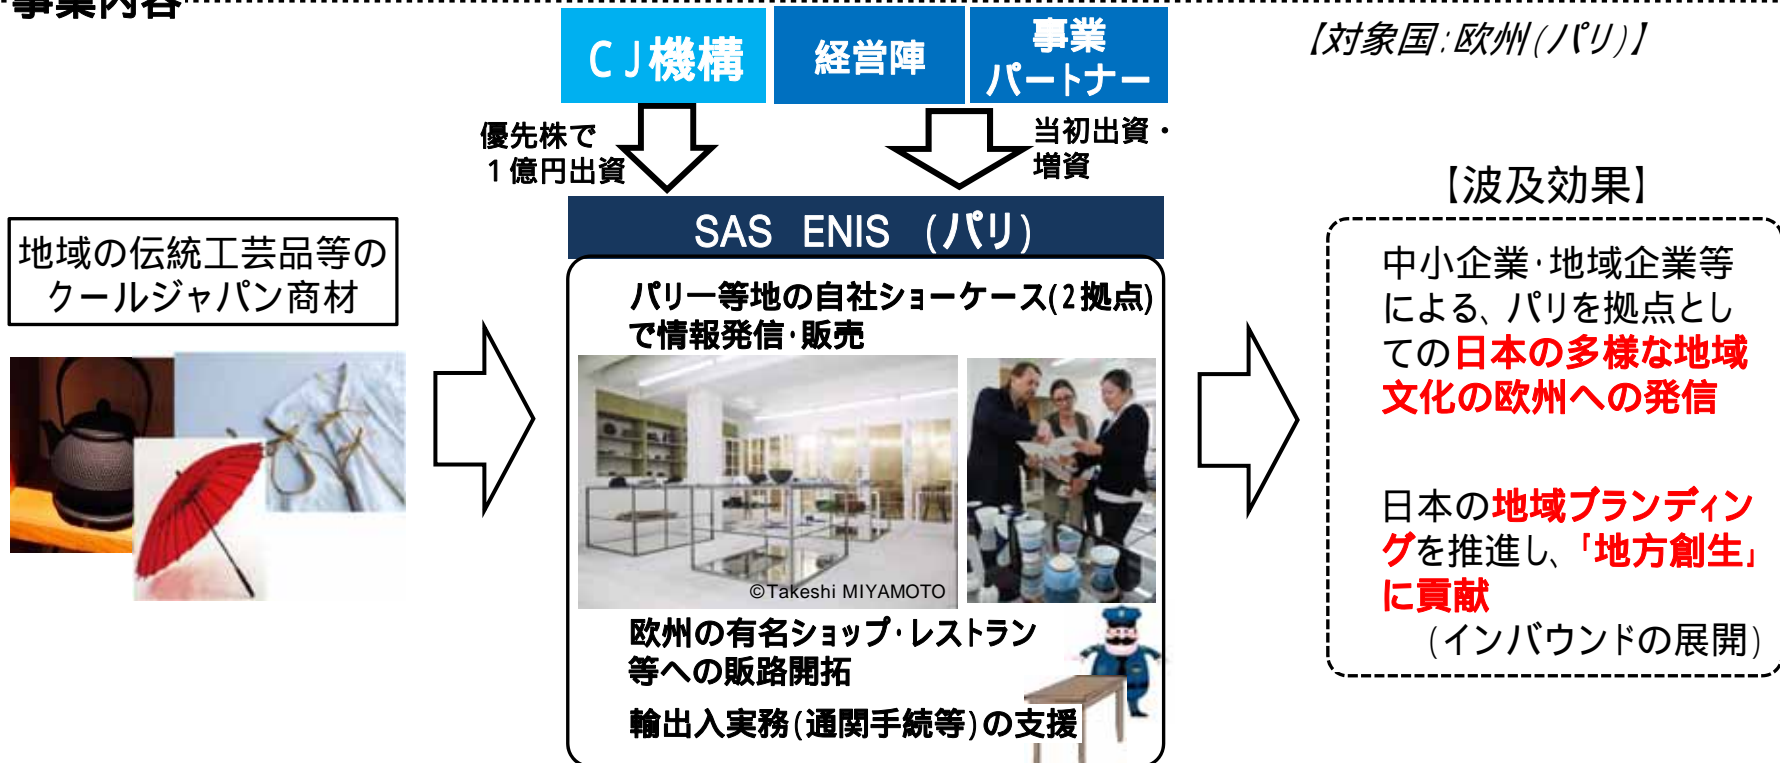 事業内容
【対象国:欧州(パリ)】
CJ機構
経営陣
事業
パートナー
優先株で
1億円出資
当初出資・
増資
SAS ENIS (パリ)
地域の伝統工芸品等の
クールジャパン商材
パリ一等地の自社ショーケース(2拠点)
で情報発信・販売
©Takeshi MIYAMOTO
欧州の有名ショップ・レストラン
等への販路開拓
輸出入実務(通関手続等)の支援
【波及効果】
中小企業・地域企業等
による、パリを拠点とし
ての日本の多様な地域
文化の欧州への発信
日本の地域ブランディン
グを推進し、「地方創生」
に貢献
(インバウンドの展開)